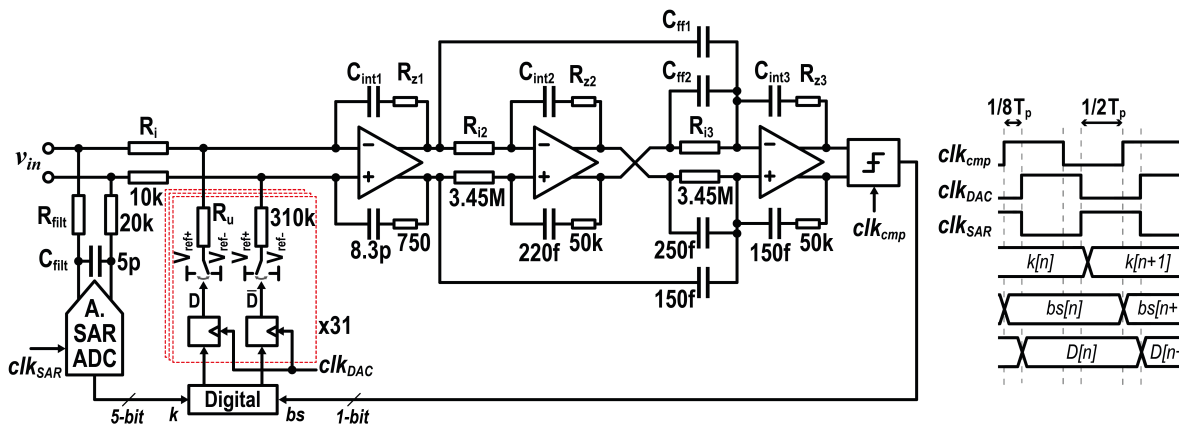 C_ff1
C_int1 R_z1
C_int2 R_z2
C_ff2
C_int3 R_z3
R_i
R_i2
R_i3
v_in
10k
3.45M
3.45M
R_filt
20k
C_filt
5p
R_u
310k
V_ref+ V_ref-
V_ref+ V_ref-
8.3p 750
220f 50k
250f
150f 50k
150f
clk_cmp
D
D̅
x31
A.
SAR
ADC
clk_SAR
clk_DAC
Digital
5-bit k
bs 1-bit
1/8T_p
1/2T_p
clk_cmp
clk_DAC
clk_SAR
k[n] k[n+1]
bs[n] bs[n+
D[n] D[n-